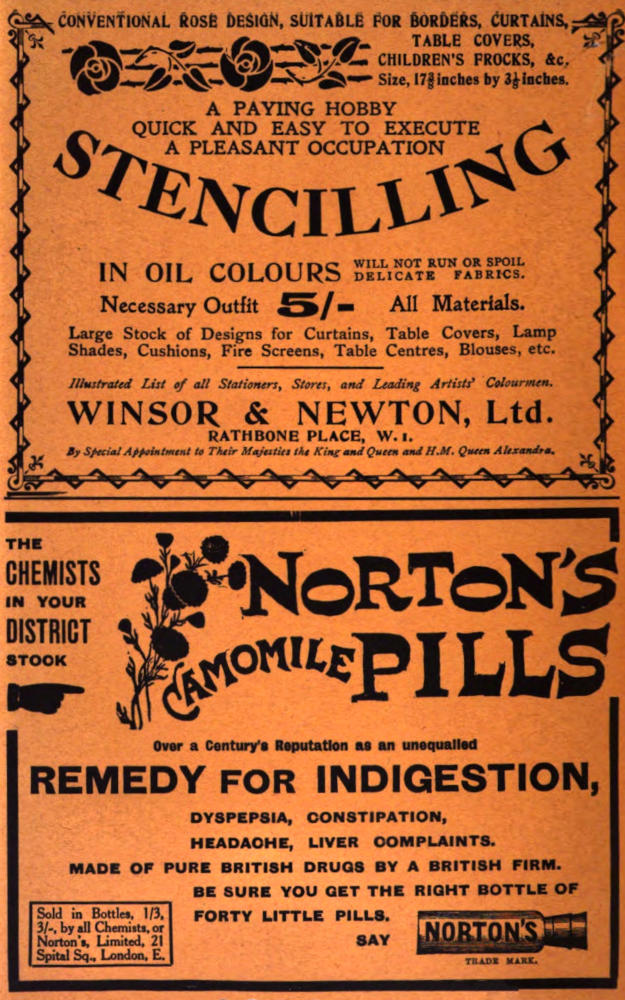 CONVENTIONAL ROSE DESIGN, SUITABLE FOR BORDERS, CURTAINS,
TABLE COVERS,
CHILDREN'S FROCKS, &c.
Size, 17⅜ inches by 3½ inches.
A PAYING HOBBY
QUICK AND EASY TO EXECUTE
A PLEASANT OCCUPATION
STENCILLING
IN OIL COLOURS WILL NOT RUN OR SPOIL
DELICATE FABRICS.
Necessary Outfit 5/- All Materials.
Large Stock of Designs for Curtains, Table Covers, Lamp
Shades, Cushions, Fire Screens, Table Centres, Blouses, etc.
Illustrated List of all Stationers, Stores, and Leading Artists' Colourmen.
WINSOR & NEWTON, Ltd.
RATHBONE PLACE, W. 1.
By Special Appointment to Their Majesties the King and Queen and H.M. Queen Alexandra.
THE
CHEMISTS
IN YOUR
DISTRICT
STOCK
NORTON'S
CAMOMILE PILLS
Over a Century's Reputation as an unequalled
REMEDY FOR INDIGESTION,
DYSPEPSIA, CONSTIPATION,
HEADACHE, LIVER COMPLAINTS.
MADE OF PURE BRITISH DRUGS BY A BRITISH FIRM.
BE SURE YOU GET THE RIGHT BOTTLE OF
FORTY LITTLE PILLS.
SAY
NORTON'S
TRADE MARK.
Sold in Bottles, 1/3,
3/-, by all Chemists, or
Norton's, Limited, 21
Spital Sq., London, E.